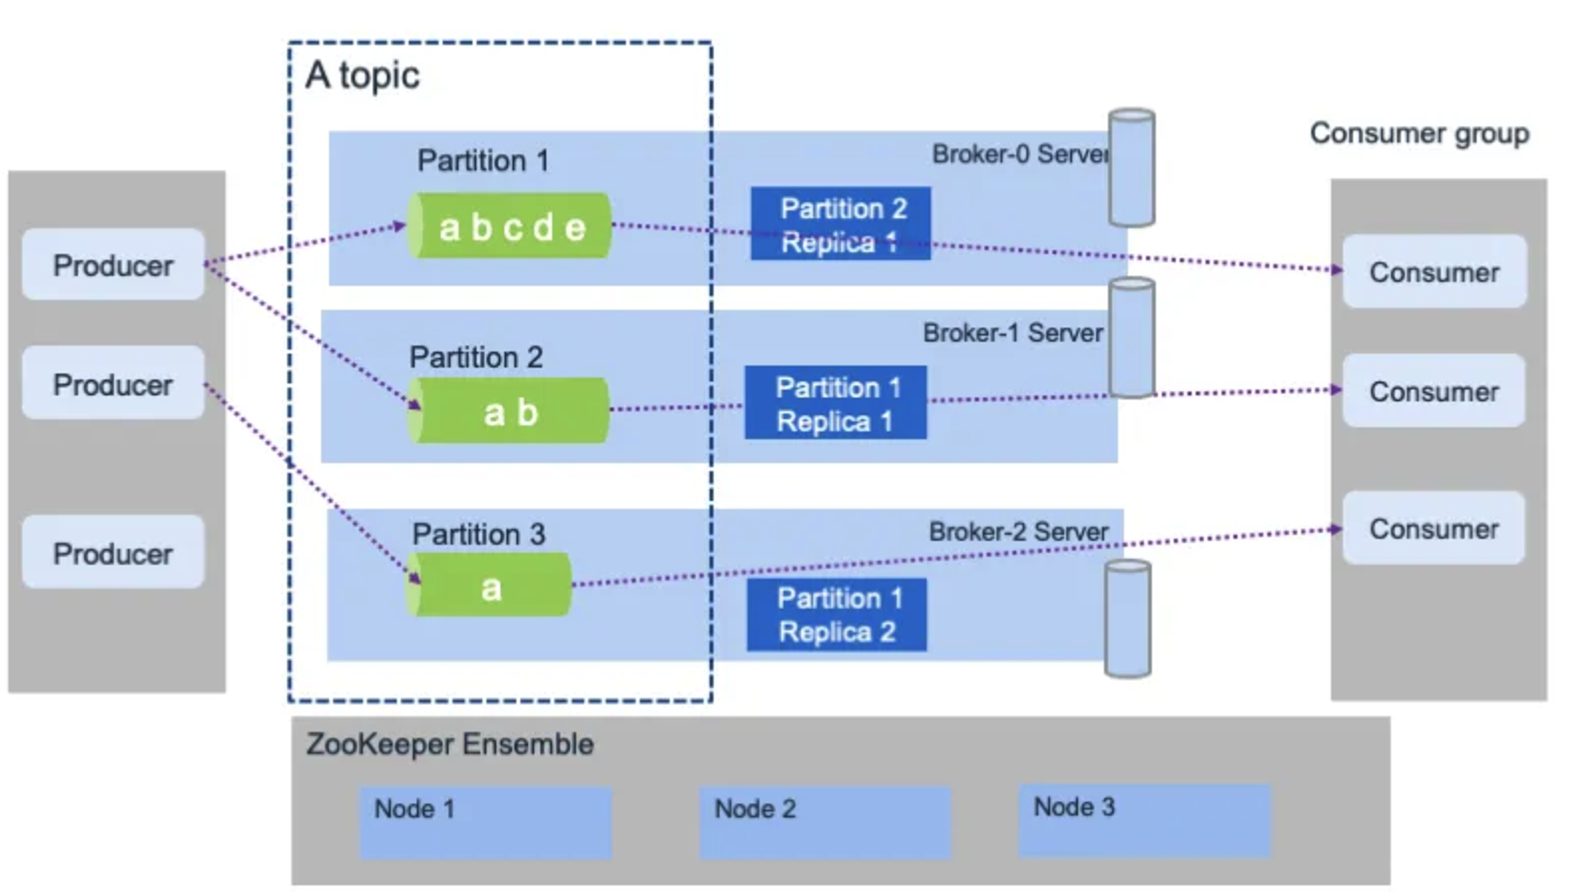 A topic
Partition 1
Broker-0 Server
Consumer group
a b c d e
Partition 2
Replica 1
Producer
Consumer
Broker-1 Server
Partition 2
Partition 1
Replica 1
Producer
a b
Consumer
Partition 3
Broker-2 Server
Consumer
Producer
a
Partition 1
Replica 2
ZooKeeper Ensemble
Node 1
Node 2
Node 3